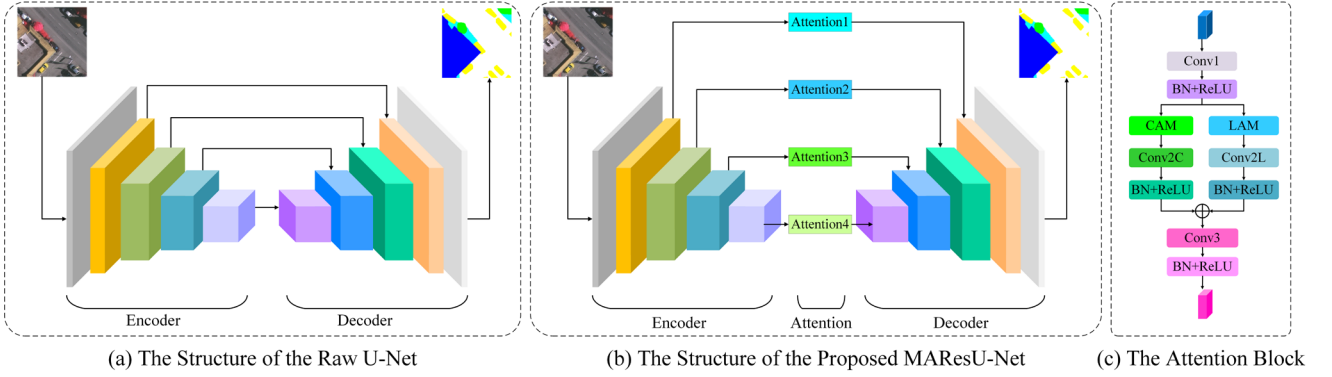 Encoder
Decoder
(a) The Structure of the Raw U-Net
Attention1
Attention2
Attention3
Attention4
Encoder
Attention
Decoder
(b) The Structure of the Proposed MAResU-Net
Conv1
BN+ReLU
CAM
LAM
Conv2C
Conv2L
BN+ReLU
BN+ReLU
Conv3
BN+ReLU
(c) The Attention Block